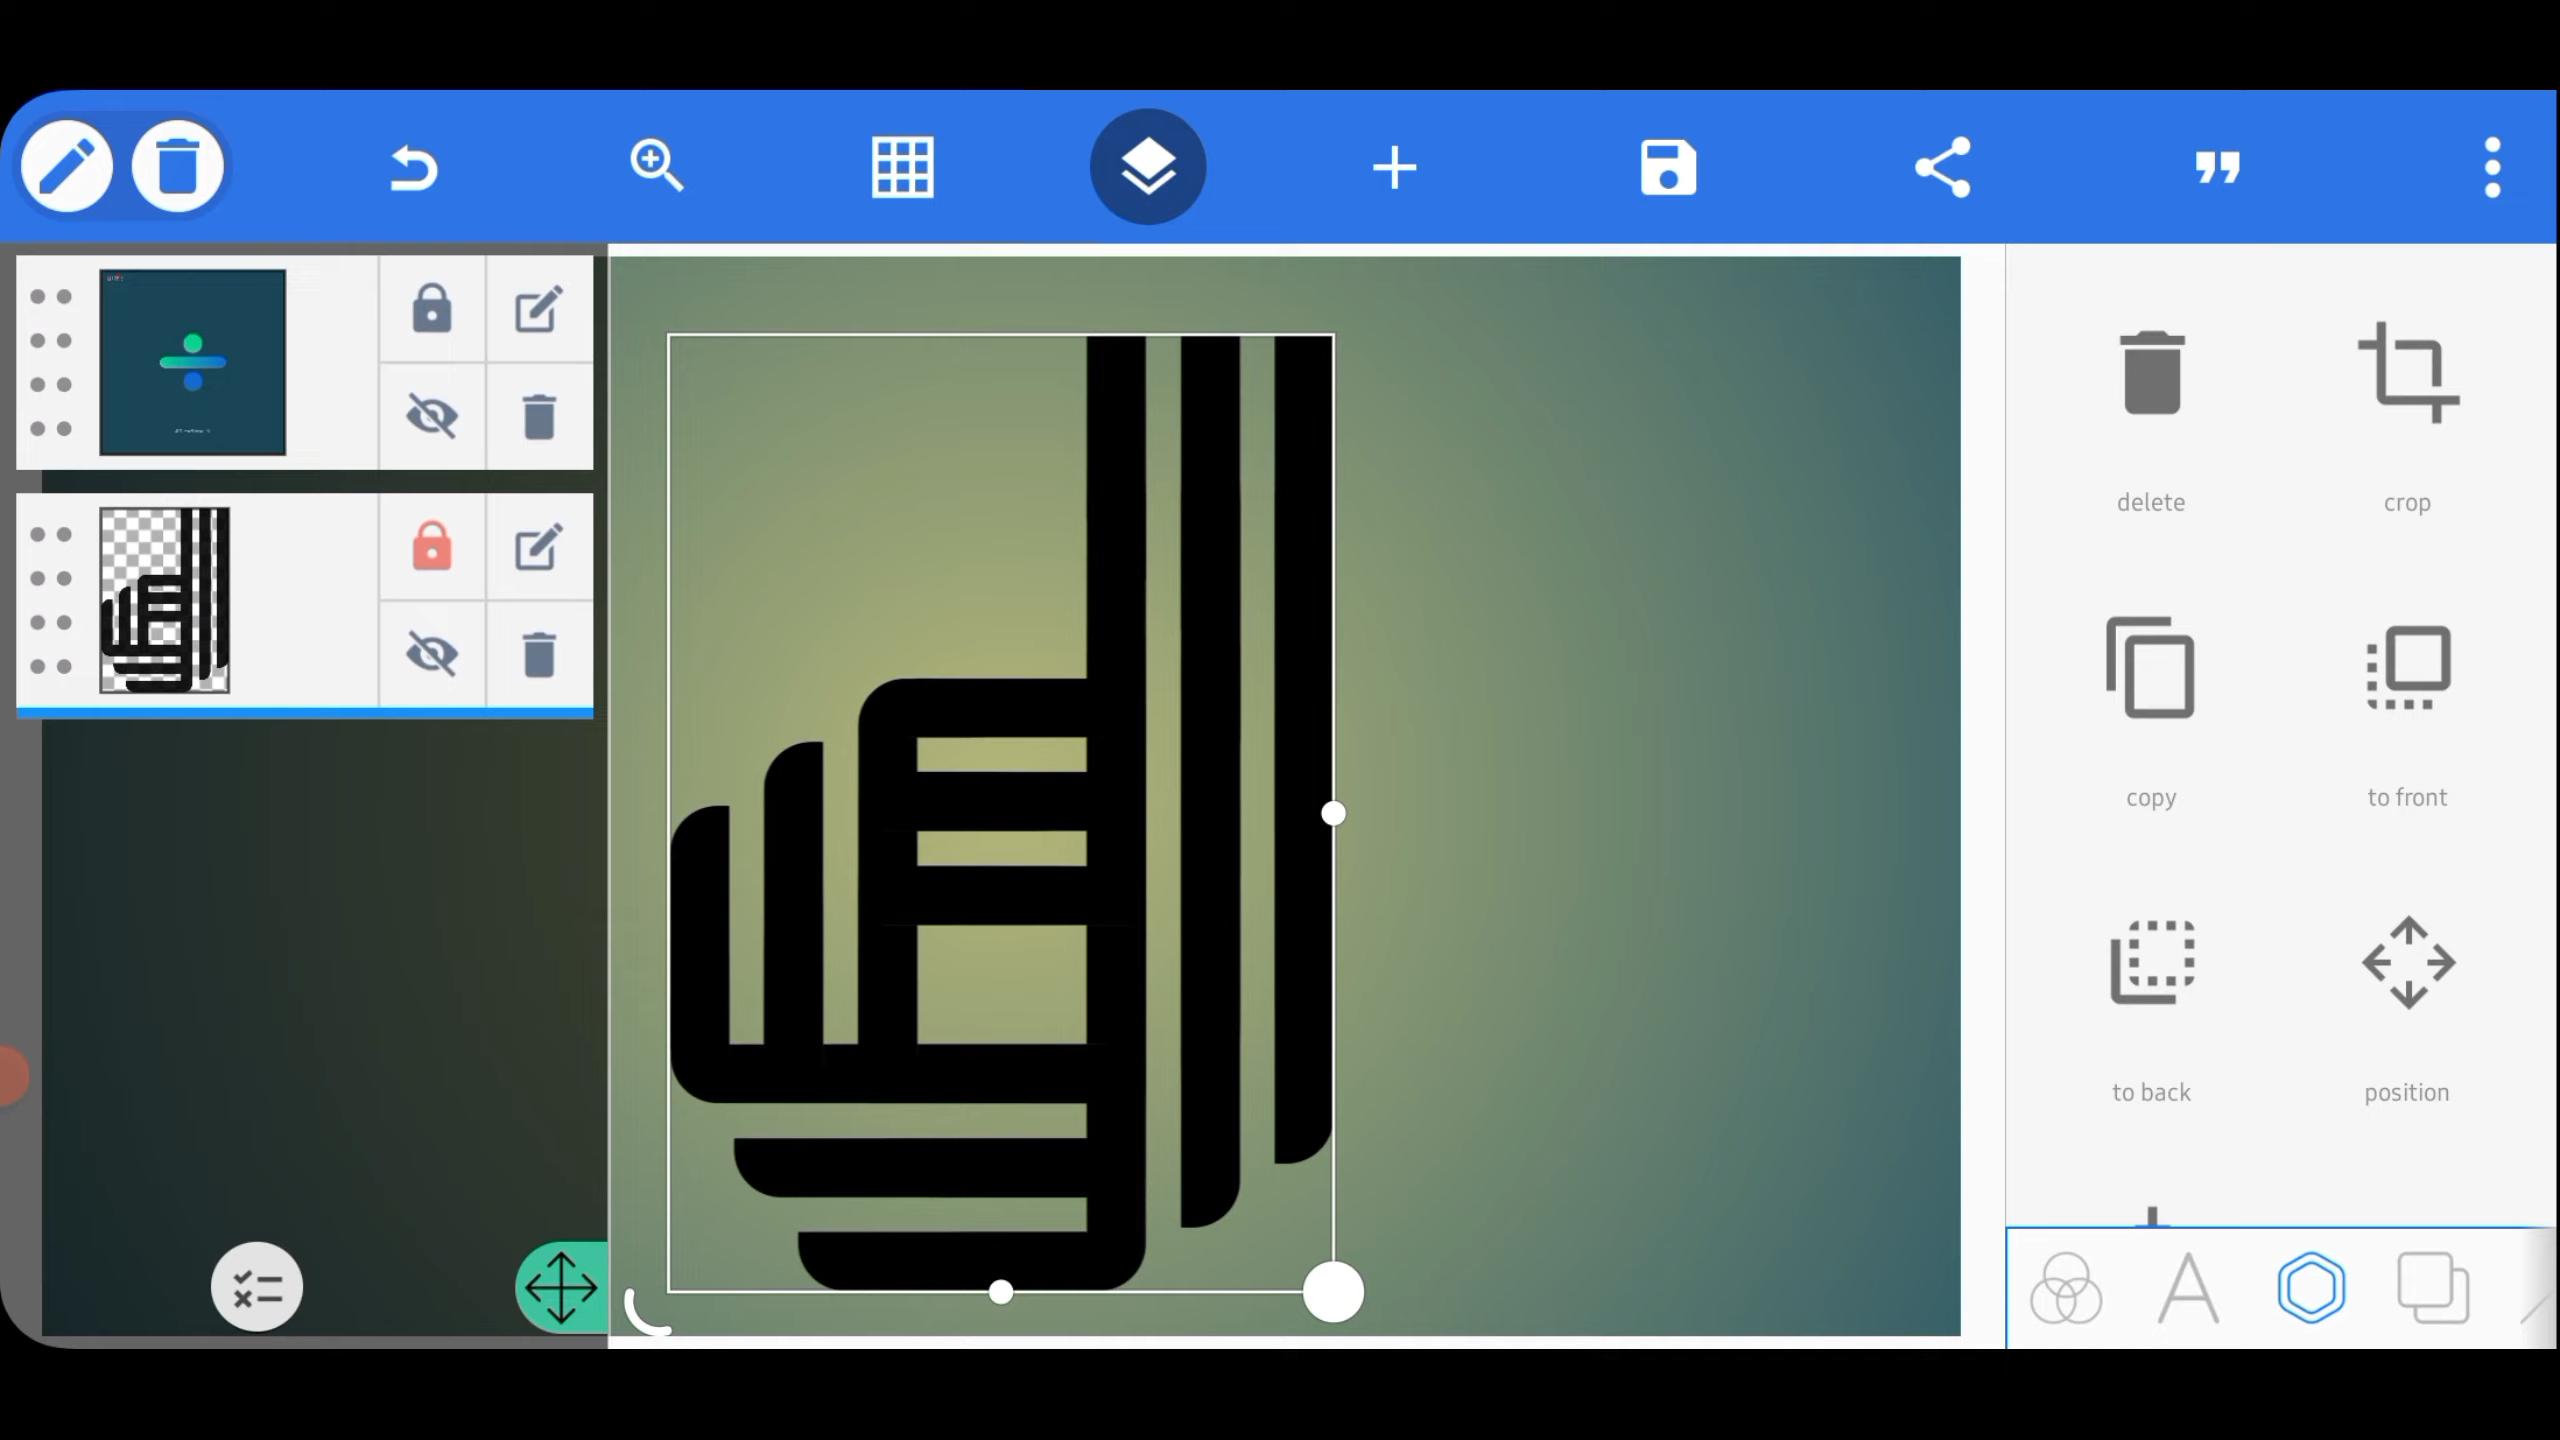 delete
crop
copy
to front
to back
position